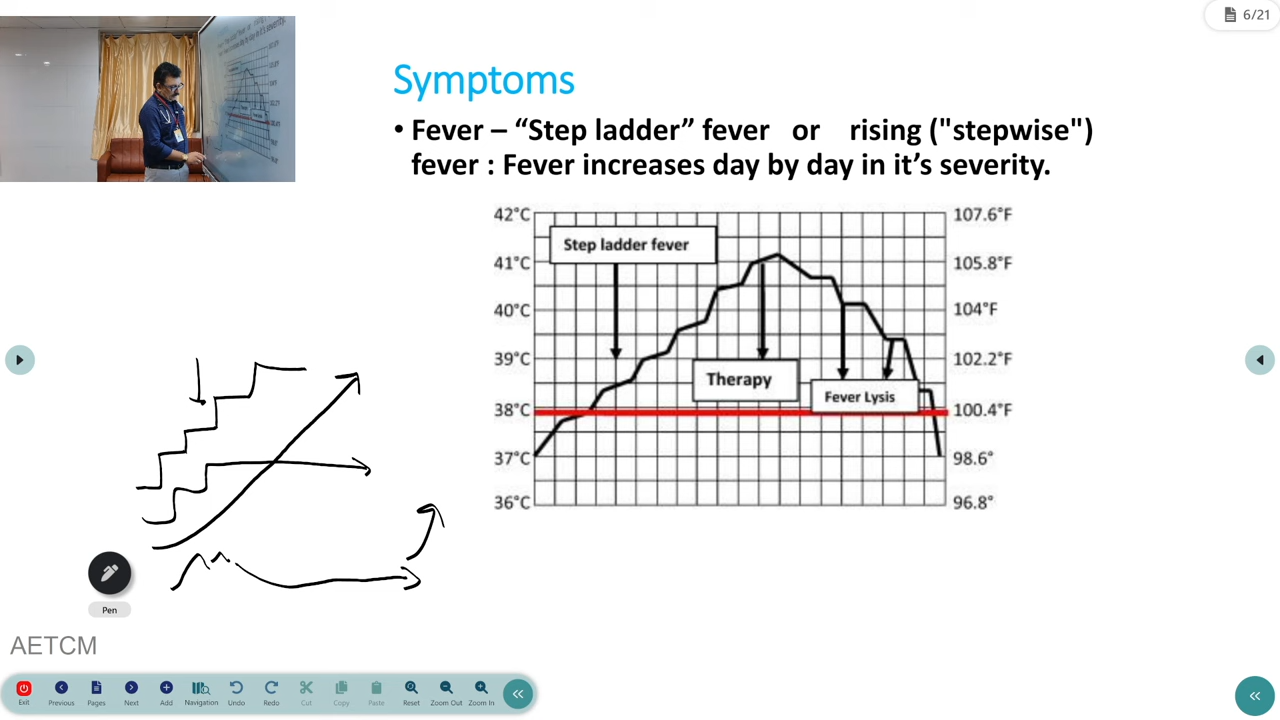 6/21
Symptoms
• Fever – “Step ladder” fever or rising ("stepwise")
fever : Fever increases day by day in it’s severity.
42°C
107.6°F
Step ladder fever
41°C
105.8°F
40°C
104°F
39°C
102.2°F
Therapy
Fever Lysis
38°C
100.4°F
37°C
98.6°
36°C
96.8°
Pen
AETCM
Exit Previous Pages Next Add Navigation Undo Redo Cut Copy Paste Reset Zoom Out Zoom In